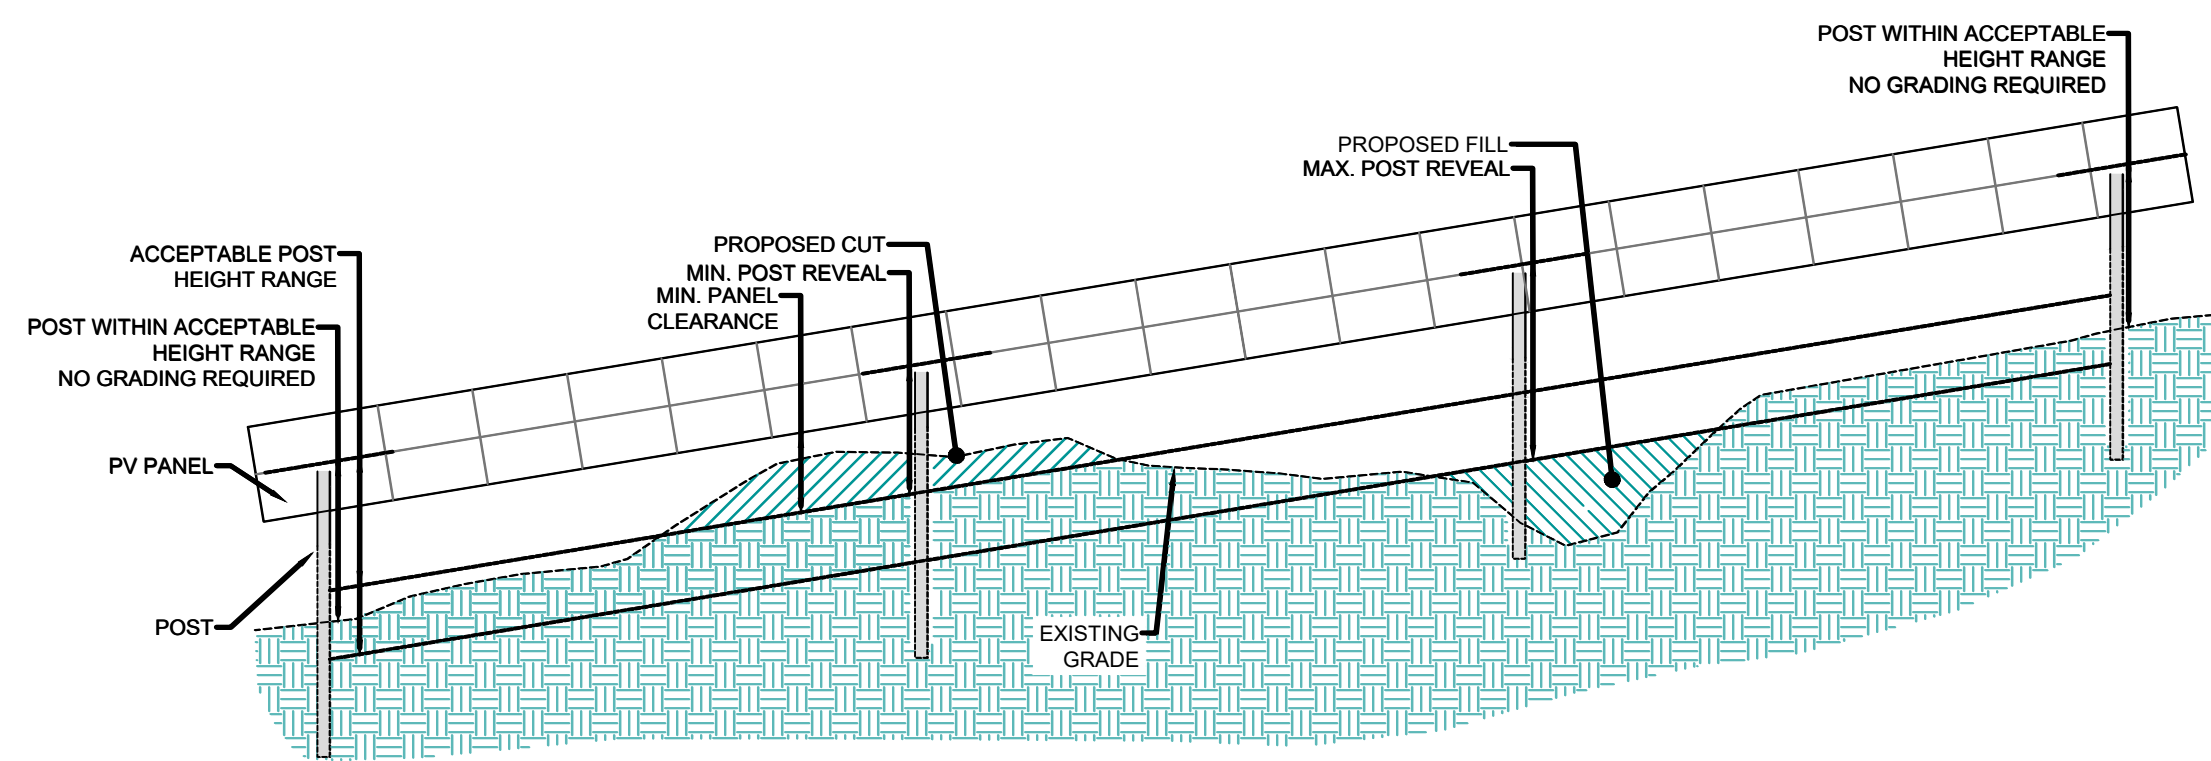 POST WITHIN ACCEPTABLE
HEIGHT RANGE
NO GRADING REQUIRED
PROPOSED FILL
MAX. POST REVEAL
PROPOSED CUT
MIN. POST REVEAL
MIN. PANEL
CLEARANCE
ACCEPTABLE POST
HEIGHT RANGE
POST WITHIN ACCEPTABLE
HEIGHT RANGE
NO GRADING REQUIRED
PV PANEL
POST
EXISTING
GRADE